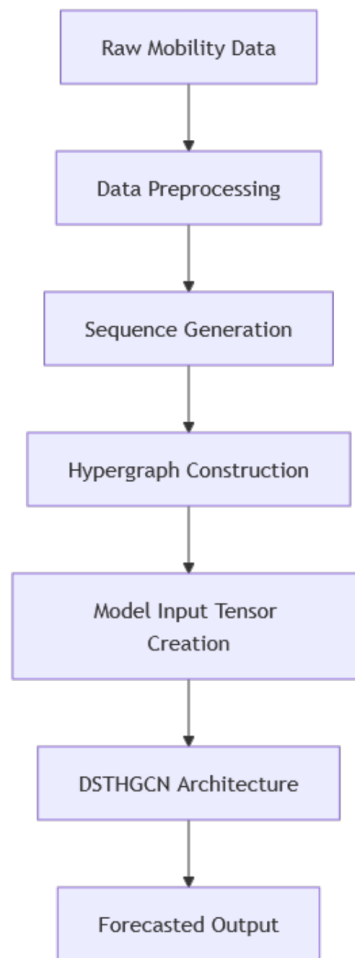 Raw Mobility Data
Data Preprocessing
Sequence Generation
Hypergraph Construction
Model Input Tensor
Creation
DSTHGCN Architecture
Forecasted Output